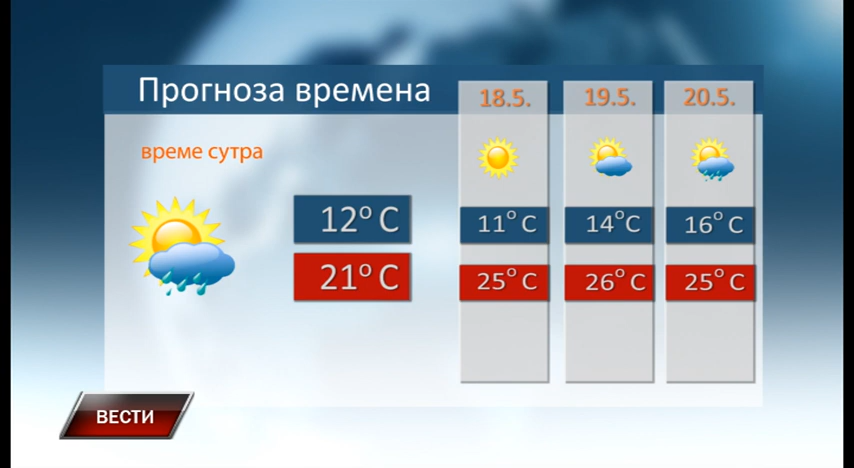 Прогноза времена
18.5. 19.5. 20.5.
време сутра
12° C 11° C 14°C 16° C
21° C 25° C 26° C 25° C
ВЕСТИ